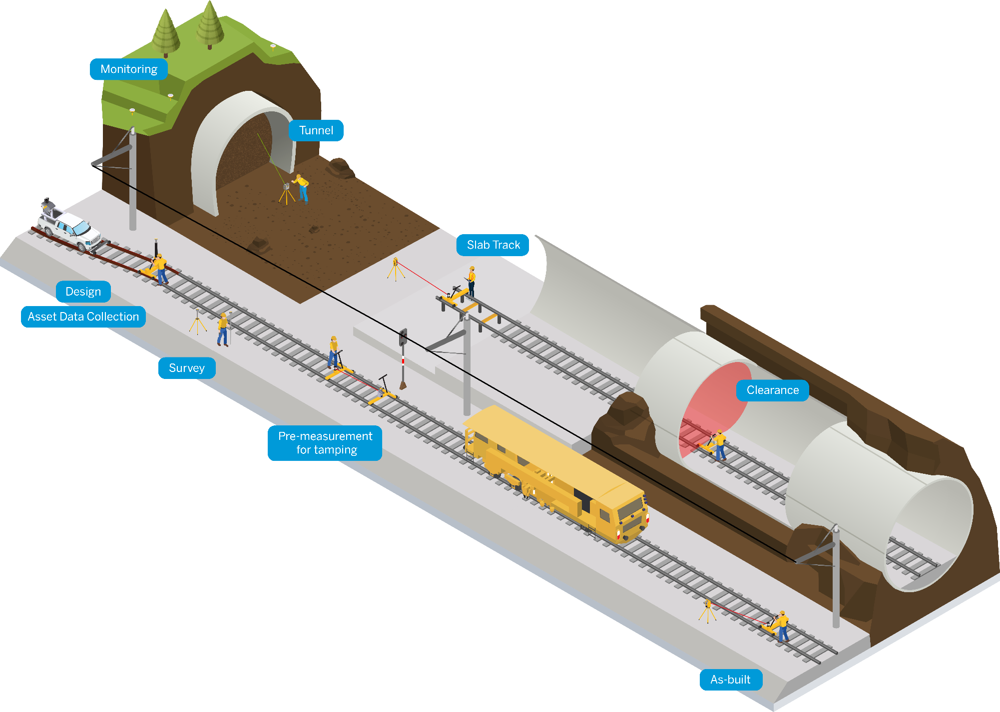 Monitoring
Tunnel
Slab Track
Design
Asset Data Collection
Survey
Clearance
Pre-measurement
for tamping
As-built